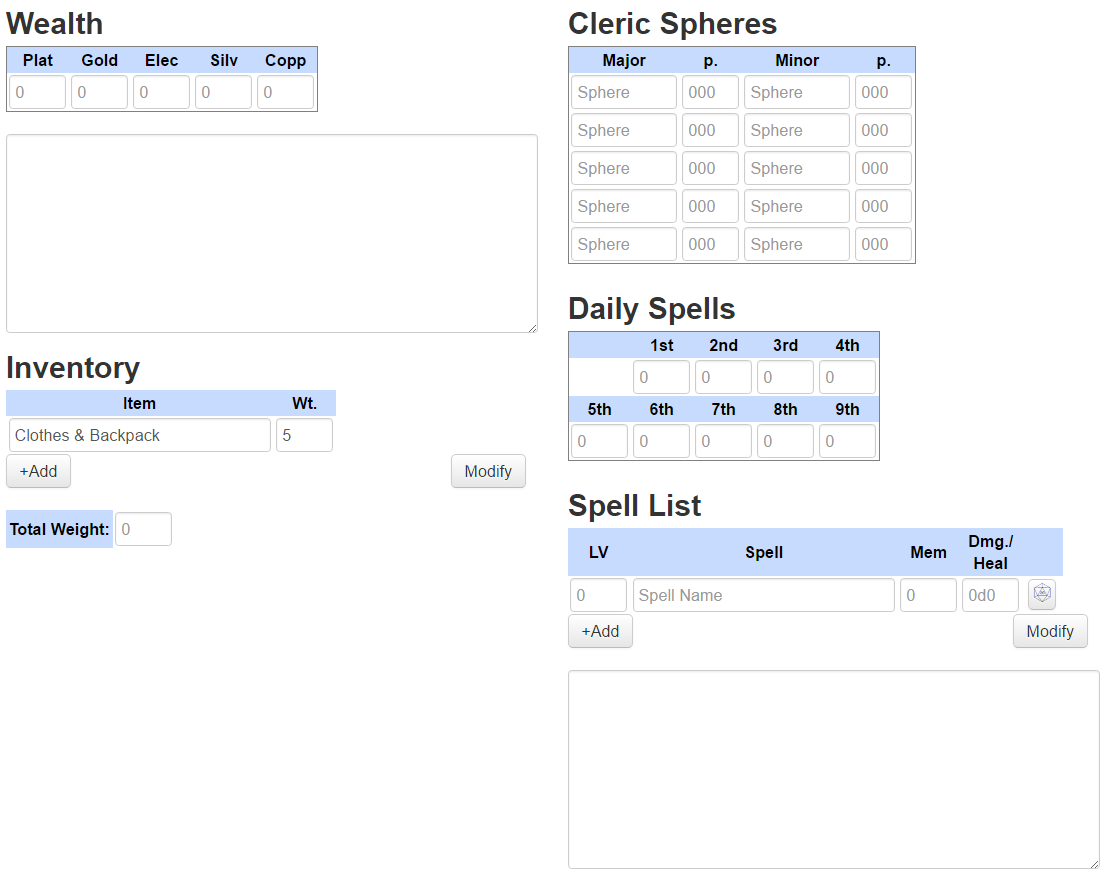 Wealth
Plat Gold Elec Silv Copp
0 0 0 0 0
Inventory
Item Wt.
Clothes & Backpack 5
+Add Modify
Total Weight: 0
Cleric Spheres
Major p. Minor p.
Sphere 000 Sphere 000
Sphere 000 Sphere 000
Sphere 000 Sphere 000
Sphere 000 Sphere 000
Sphere 000 Sphere 000
Daily Spells
1st 2nd 3rd 4th
0 0 0 0
5th 6th 7th 8th 9th
0 0 0 0 0
Spell List
LV Spell Mem Dmg./
Heal
0 Spell Name 0 0d0
+Add Modify